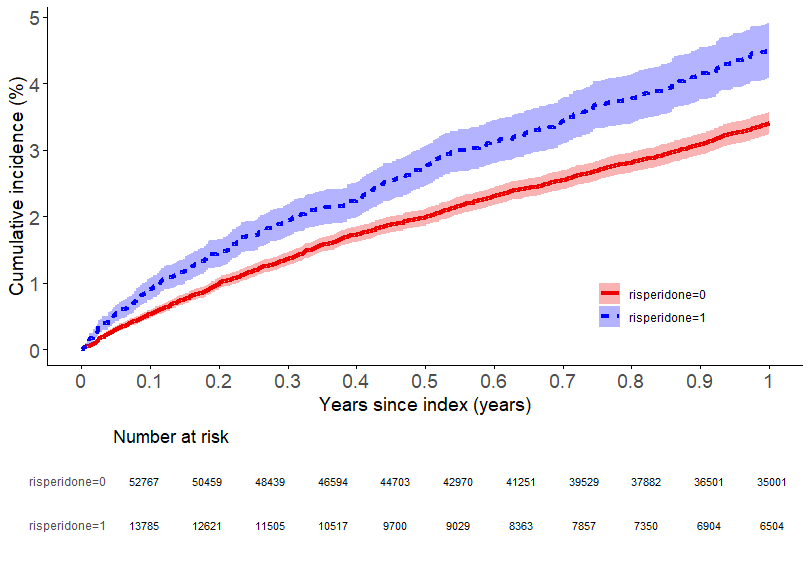 Cumulative incidence (%)
5
4
3
2
1
0
risperidone=0
risperidone=1
0 0.1 0.2 0.3 0.4 0.5 0.6 0.7 0.8 0.9 1
Years since index (years)
Number at risk
risperidone=0 52767 50459 48439 46594 44703 42970 41251 39529 37882 36501 35001
risperidone=1 13785 12621 11505 10517 9700 9029 8363 7857 7350 6904 6504